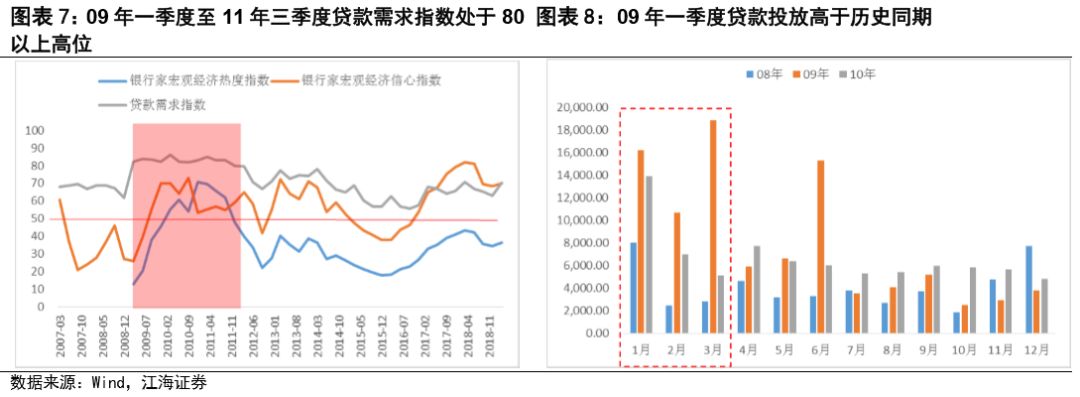 图表 7：09 年一季度至 11 年三季度贷款需求指数处于 80
以上高位
图表 8：09 年一季度贷款投放高于历史同期
银行家宏观经济热度指数
银行家宏观经济信心指数
贷款需求指数
100
90
80
70
60
50
40
30
20
10
0
2007-03
2007-10
2008-05
2008-12
2009-07
2010-02
2010-09
2011-04
2011-11
2012-06
2013-01
2013-08
2014-03
2014-10
2015-05
2015-12
2016-07
2017-02
2017-09
2018-04
2018-11
08年
09年
10年
20,000.00
18,000.00
16,000.00
14,000.00
12,000.00
10,000.00
8,000.00
6,000.00
4,000.00
2,000.00
0.00
1月
2月
3月
4月
5月
6月
7月
8月
9月
10月
11月
12月
数据来源：Wind，江海证券